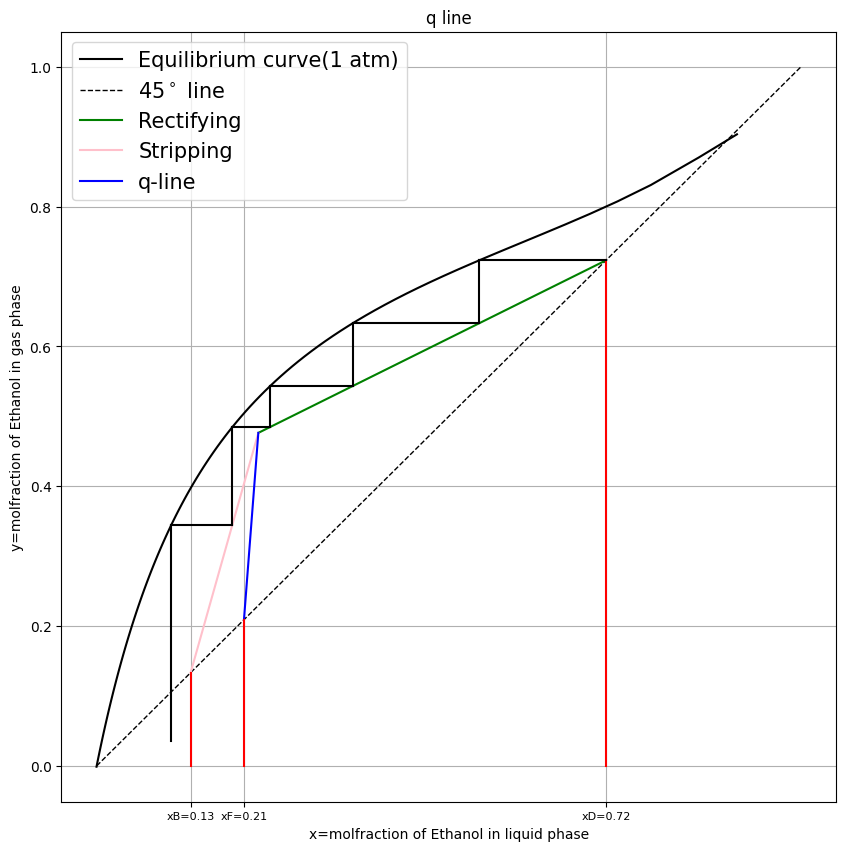 q line
Equilibrium curve(1 atm)
45° line
Rectifying
Stripping
q-line
1.0
0.8
0.6
0.4
0.2
0.0
y=molfraction of Ethanol in gas phase
xB=0.13 xF=0.21 xD=0.72
x=molfraction of Ethanol in liquid phase